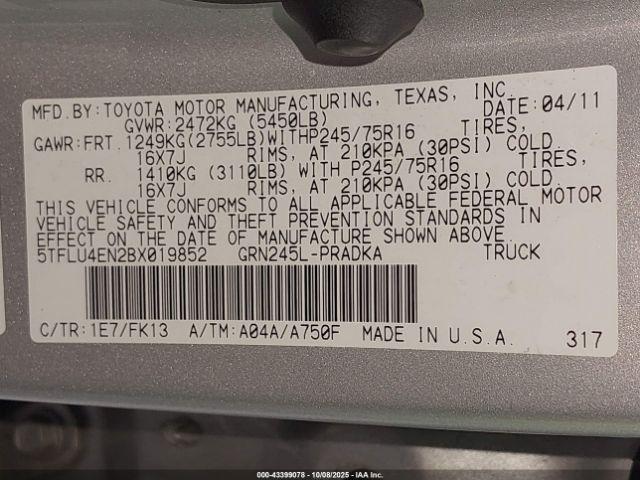 MFD.BY:TOYOTA MOTOR MANUFACTURING, TEXAS, INC.
GVWR:2472KG (5450LB) DATE:04/11
GAWR:FRT. 1249KG(2755LB)WITHP245/75R16 TIRES,
16X7J RIMS, AT 210KPA (30PSI) COLD.
RR. 1410KG (3110LB) WITH P245/75R16 TIRES,
16X7J RIMS, AT 210KPA (30PSI) COLD.
THIS VEHICLE CONFORMS TO ALL APPLICABLE FEDERAL MOTOR
VEHICLE SAFETY AND THEFT PREVENTION STANDARDS IN
EFFECT ON THE DATE OF MANUFACTURE SHOWN ABOVE.
5TFLU4EN2BX019852 GRN245L-PRADKA TRUCK
C/TR:1E7/FK13 A/TM:A04A/A750F MADE IN U.S.A. 317
000-43399078 - 10/08/2025 - IAA Inc.